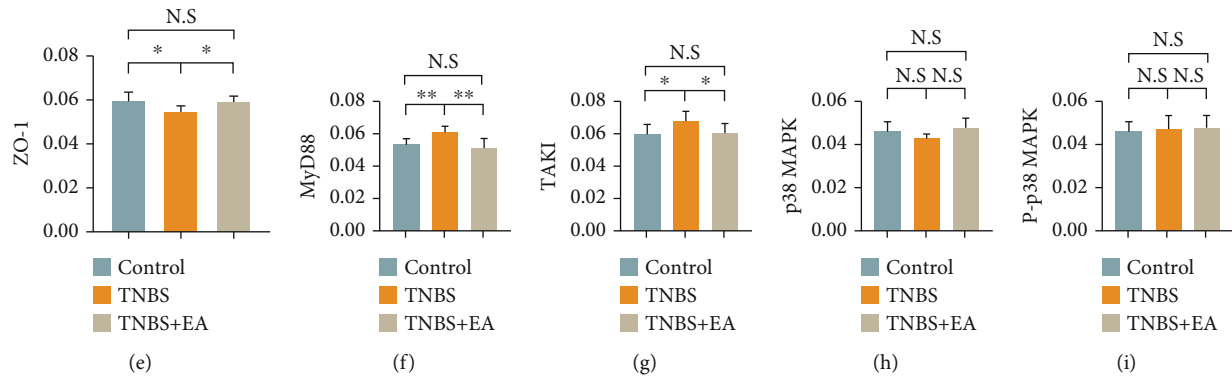 N.S
* *
0.08
0.06
0.04
0.02
0.00
ZO-1
Control
TNBS
TNBS+EA
(e)
N.S
** **
0.08
0.06
0.04
0.02
0.00
MyD88
Control
TNBS
TNBS+EA
(f)
N.S
* *
0.08
0.06
0.04
0.02
0.00
TAKI
Control
TNBS
TNBS+EA
(g)
N.S
N.S N.S
0.06
0.04
0.02
0.00
p38 MAPK
Control
TNBS
TNBS+EA
(h)
N.S
N.S N.S
0.06
0.04
0.02
0.00
P-p38 MAPK
Control
TNBS
TNBS+EA
(i)